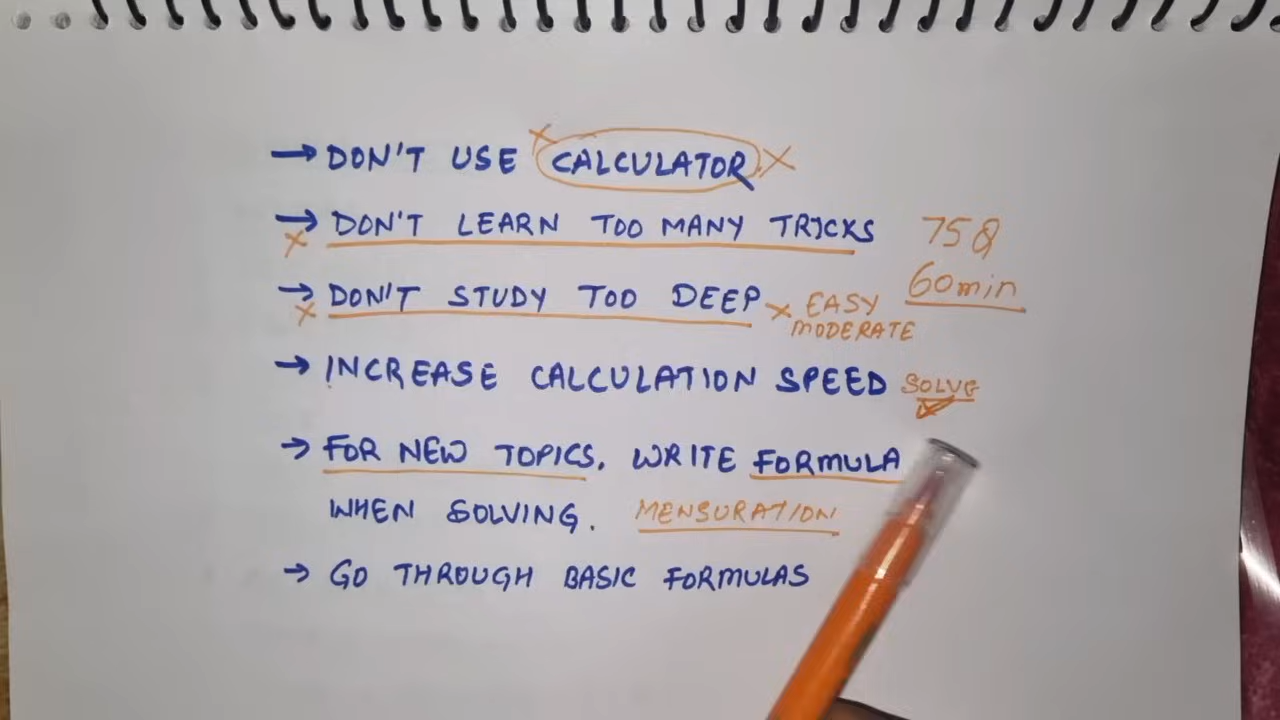 → DON'T USE CALCULATOR
→ DON'T LEARN TOO MANY TRICKS
75Q
60min
→ DON'T STUDY TOO DEEP
EASY
MODERATE
→ INCREASE CALCULATION SPEED SOLVE
→ FOR NEW TOPICS. WRITE FORMULA
WHEN SOLVING. MENSURATION
→ GO THROUGH BASIC FORMULAS